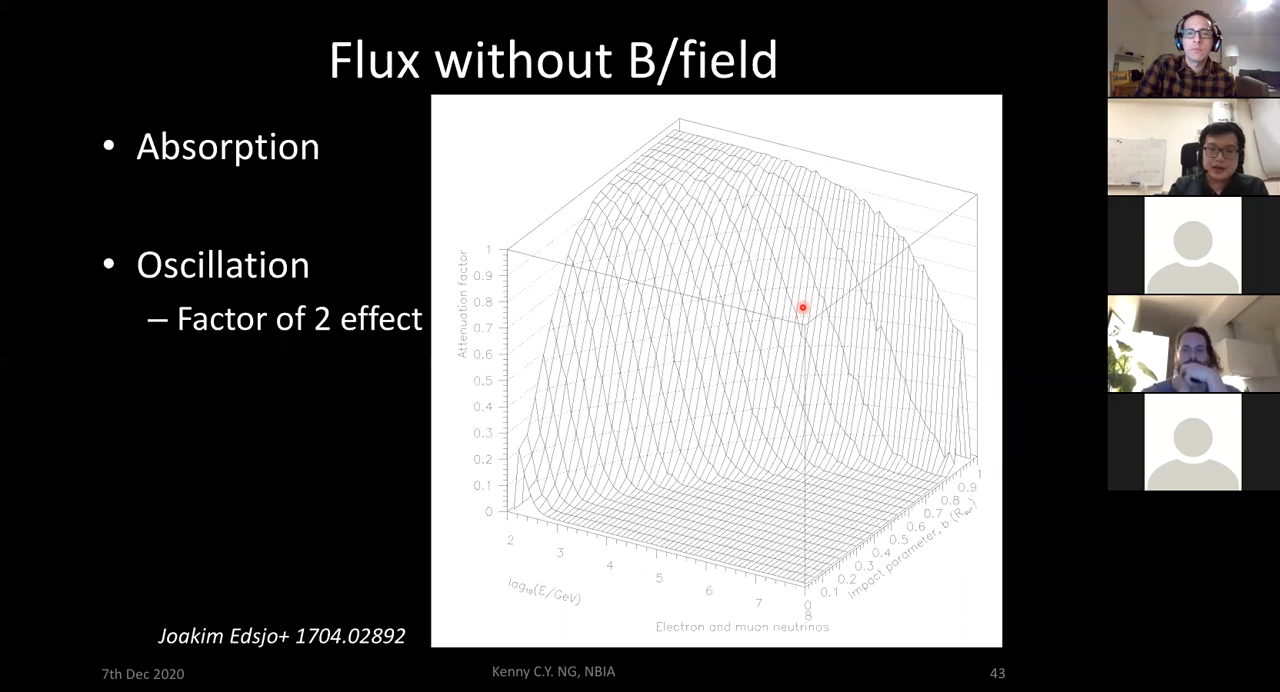 Flux without B/field
• Absorption
• Oscillation
– Factor of 2 effect
Attenuation factor
1
0.9
0.8
0.7
0.6
0.5
0.4
0.3
0.2
0.1
0
2
3
4
5
6
7
8
log10(E/GeV)
0
0.1
0.2
0.3
0.4
0.5
0.6
0.7
0.8
0.9
1
Impact parameter, b (Rsun)
Electron and muon neutrinos
Joakim Edsjo+ 1704.02892
7th Dec 2020
Kenny C.Y. NG, NBIA
43